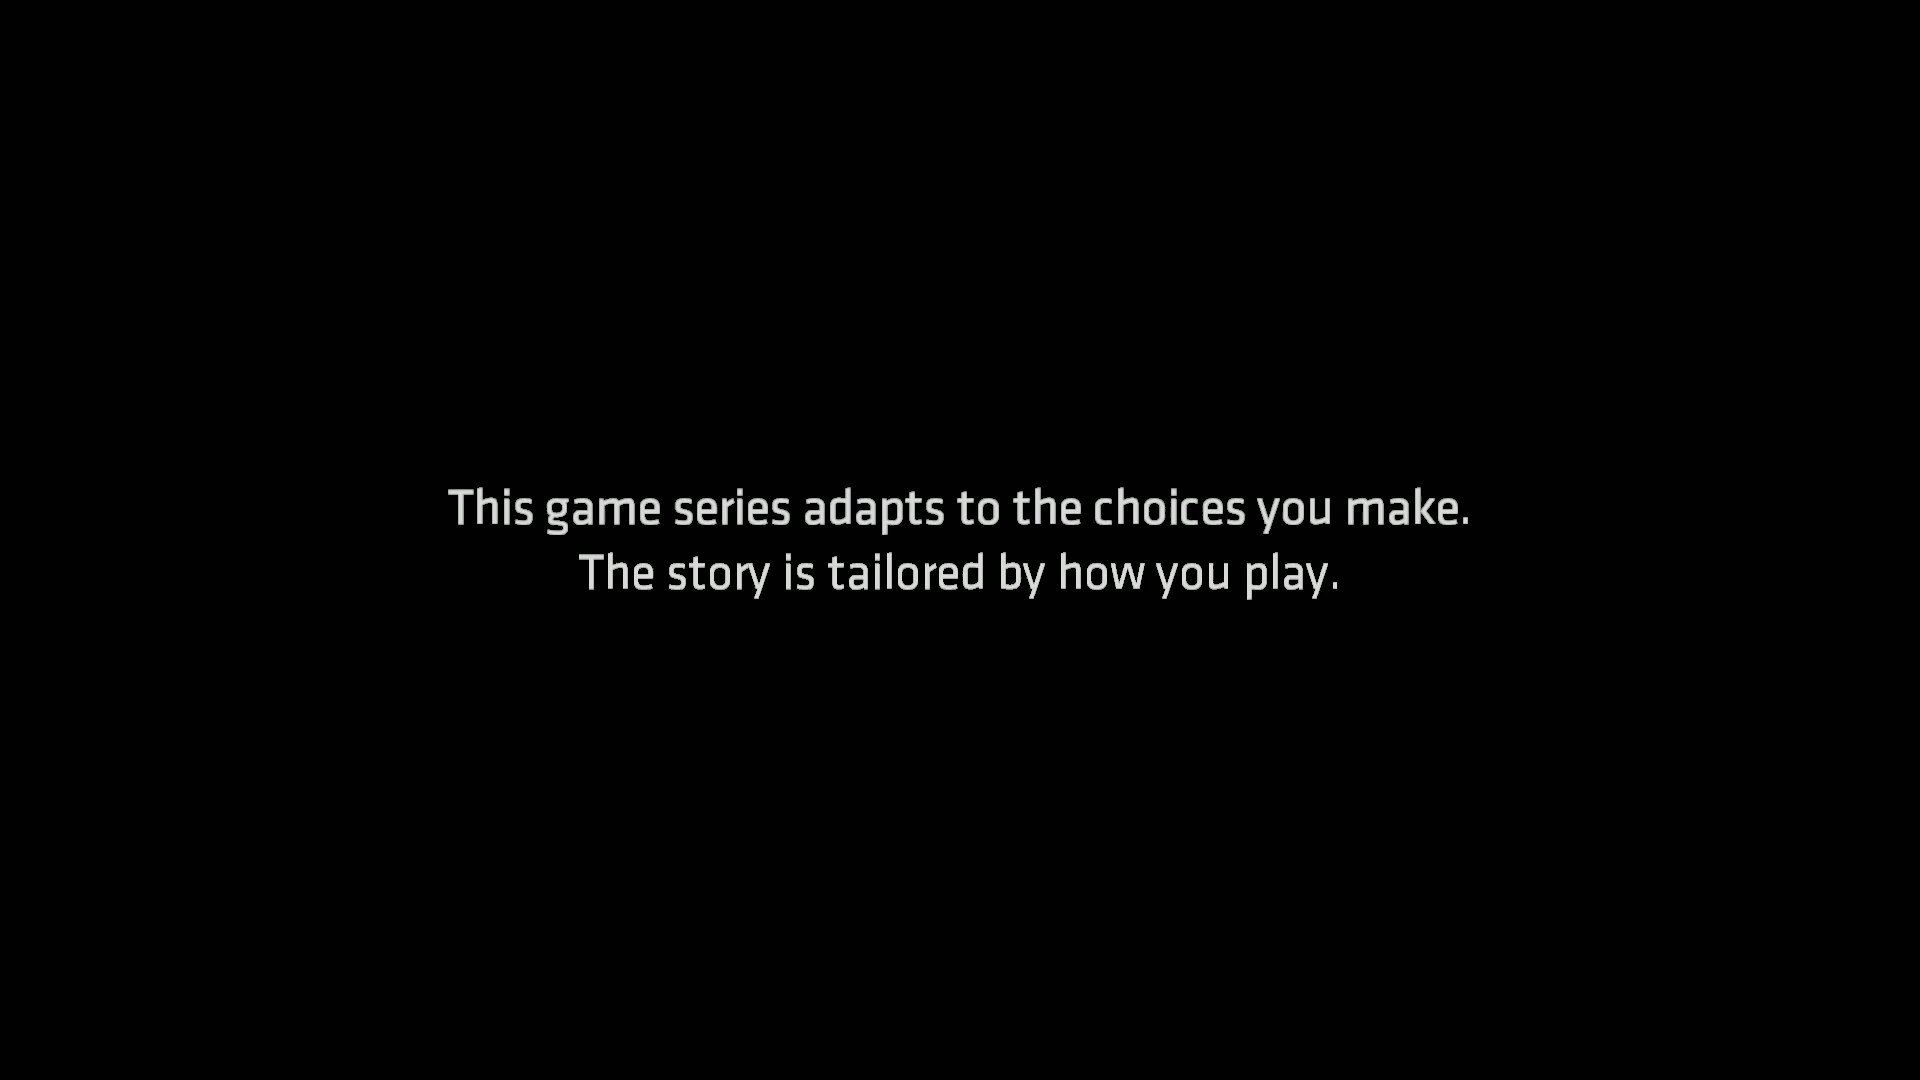 This game series adapts to the choices you make.
The story is tailored by how you play.